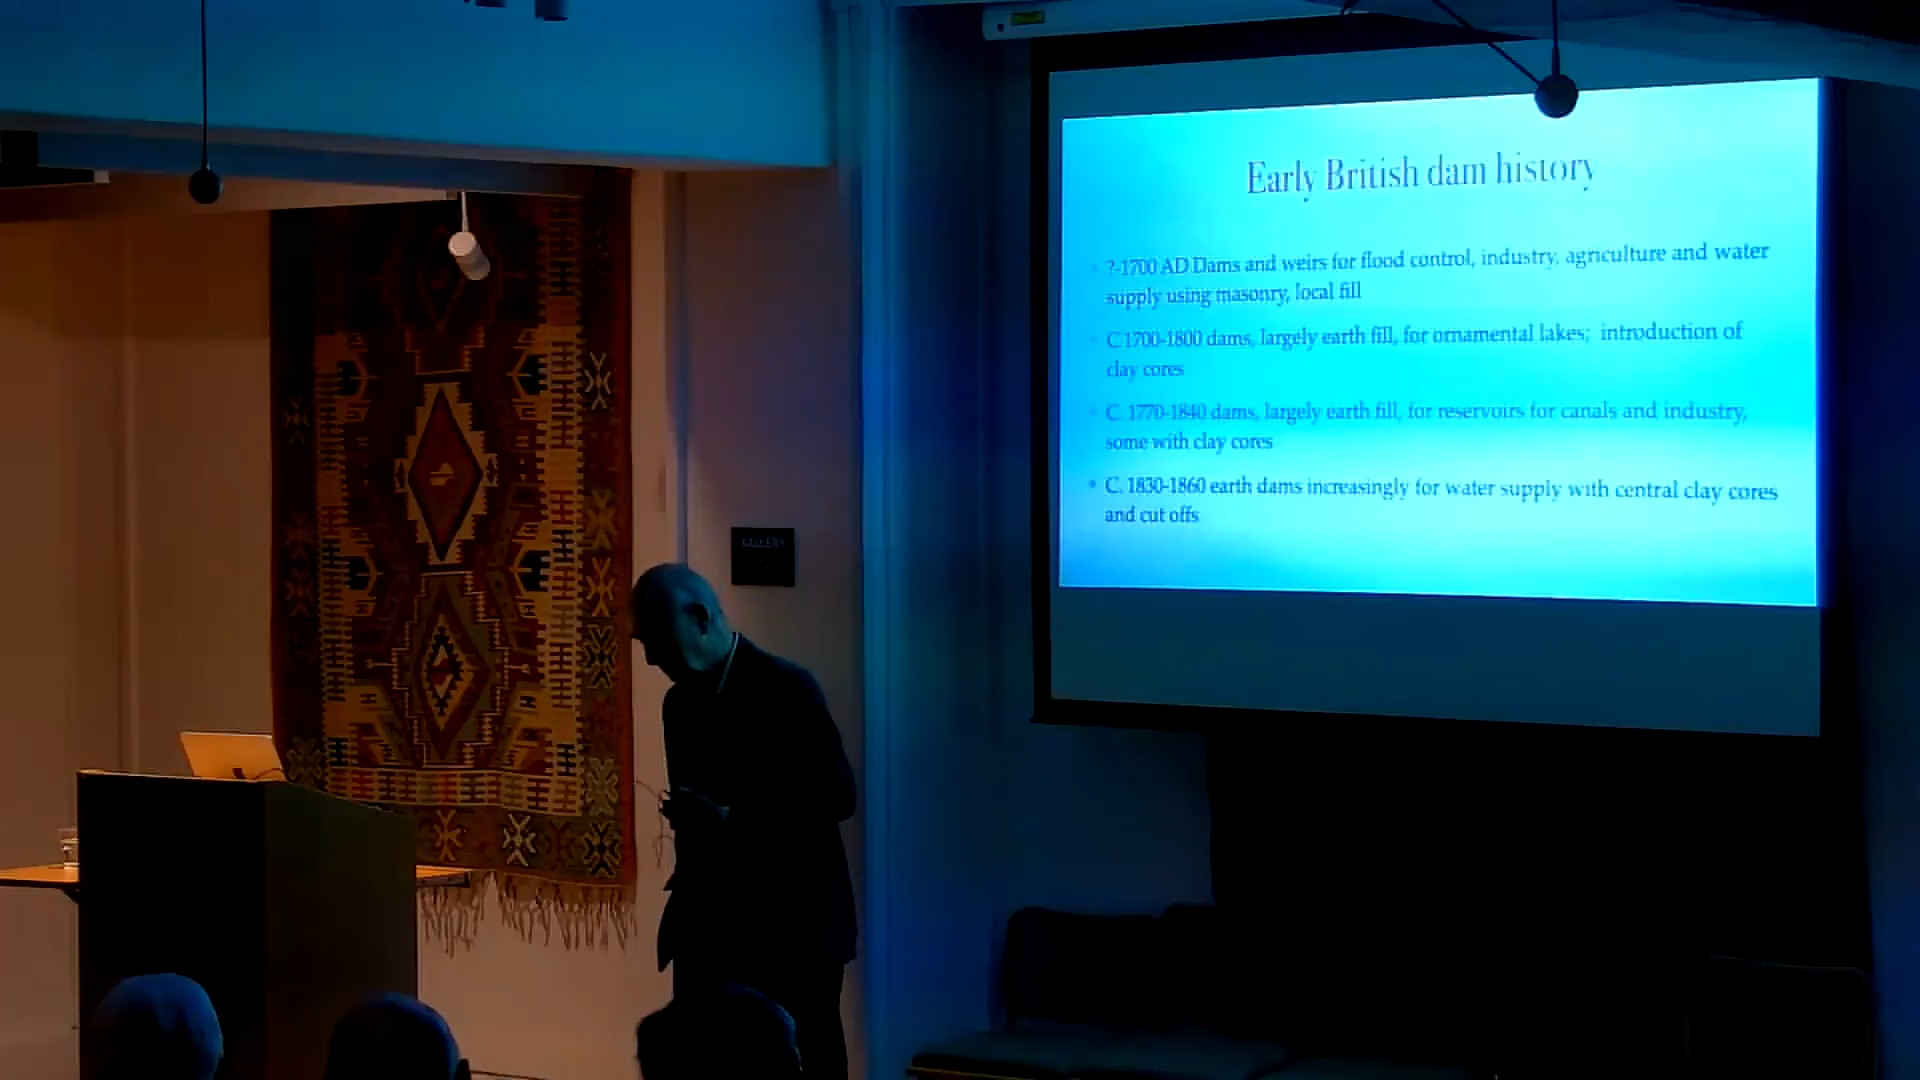 Early British dam history
• ?-1700 AD Dams and weirs for flood control, industry, agriculture and water
supply using masonry, local fill
• C 1700-1800 dams, largely earth fill, for ornamental lakes; introduction of
clay cores
• C. 1770-1840 dams, largely earth fill, for reservoirs for canals and industry,
some with clay cores
• C. 1830-1860 earth dams increasingly for water supply with central clay cores
and cut offs